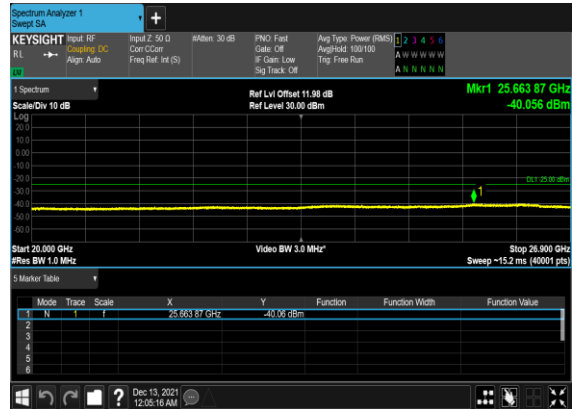 Spectrum Analyzer 1
Swept SA
+
KEYSIGHT Input: RF Input Z: 50 Ω #Atten: 30 dB PNO: Fast Avg Type: Power (RMS) 1 2 3 4 5 6
RL Coupling: DC Corr CCorr Gate: Off Avg|Hold: 100/100 A W W W W W
Align: Auto Freq Ref: Int (S) IF Gain: Low Trig: Free Run
Sig Track: Off A N N N N N
1 Spectrum Ref Lvl Offset 11.98 dB Mkr1 25.663 87 GHz
Scale/Div 10 dB Ref Level 30.00 dBm -40.056 dBm
Log
20.0
10.0
0.00
-10.0
-20.0 DL1 -25.00 dBm
-30.0 1
-40.0
-50.0
-60.0
Start 20.000 GHz Video BW 3.0 MHz* Stop 26.900 GHz
#Res BW 1.0 MHz Sweep ~15.2 ms (40001 pts)
5 Marker Table
Mode Trace Scale X Y Function Function Width Function Value
1 N 1 f 25.663 87 GHz -40.06 dBm
2
3
4
5
6
? Dec 13, 2021
12:05:16 AM